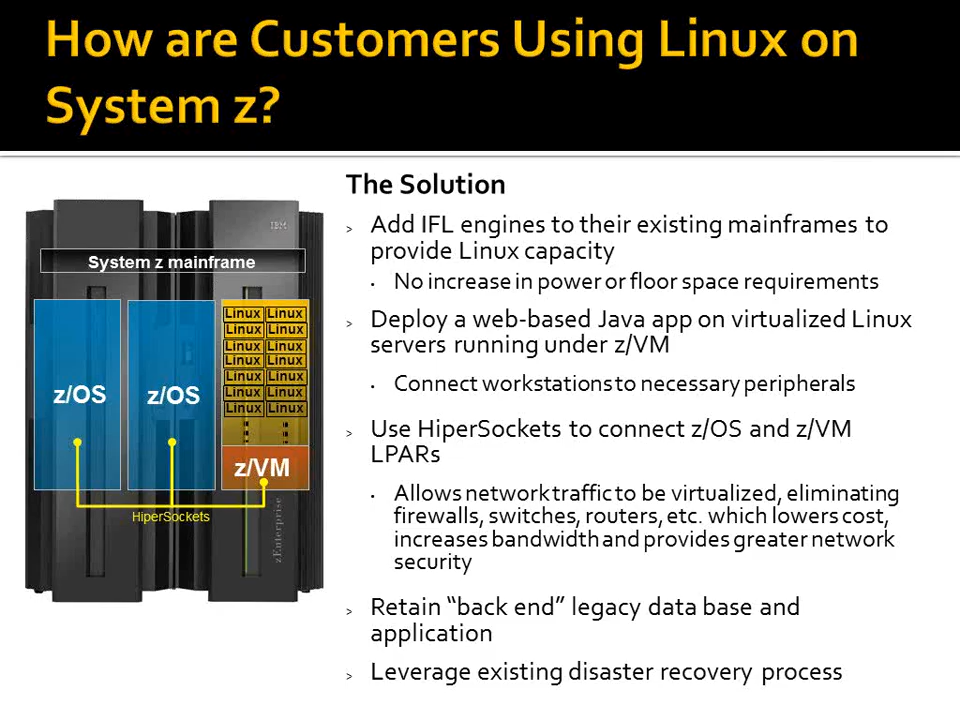 How are Customers Using Linux on
System z?
IBM
System z mainframe
z/OS
z/OS
Linux Linux
Linux Linux
Linux Linux
Linux Linux
Linux Linux
Linux Linux
Linux Linux
z/VM
HiperSockets
zEnterprise
The Solution
> Add IFL engines to their existing mainframes to
provide Linux capacity
• No increase in power or floor space requirements
> Deploy a web-based Java app on virtualized Linux
servers running under z/VM
• Connect workstations to necessary peripherals
> Use HiperSockets to connect z/OS and z/VM
LPARs
• Allows network traffic to be virtualized, eliminating
firewalls, switches, routers, etc. which lowers cost,
increases bandwidth and provides greater network
security
> Retain “back end” legacy data base and
application
> Leverage existing disaster recovery process